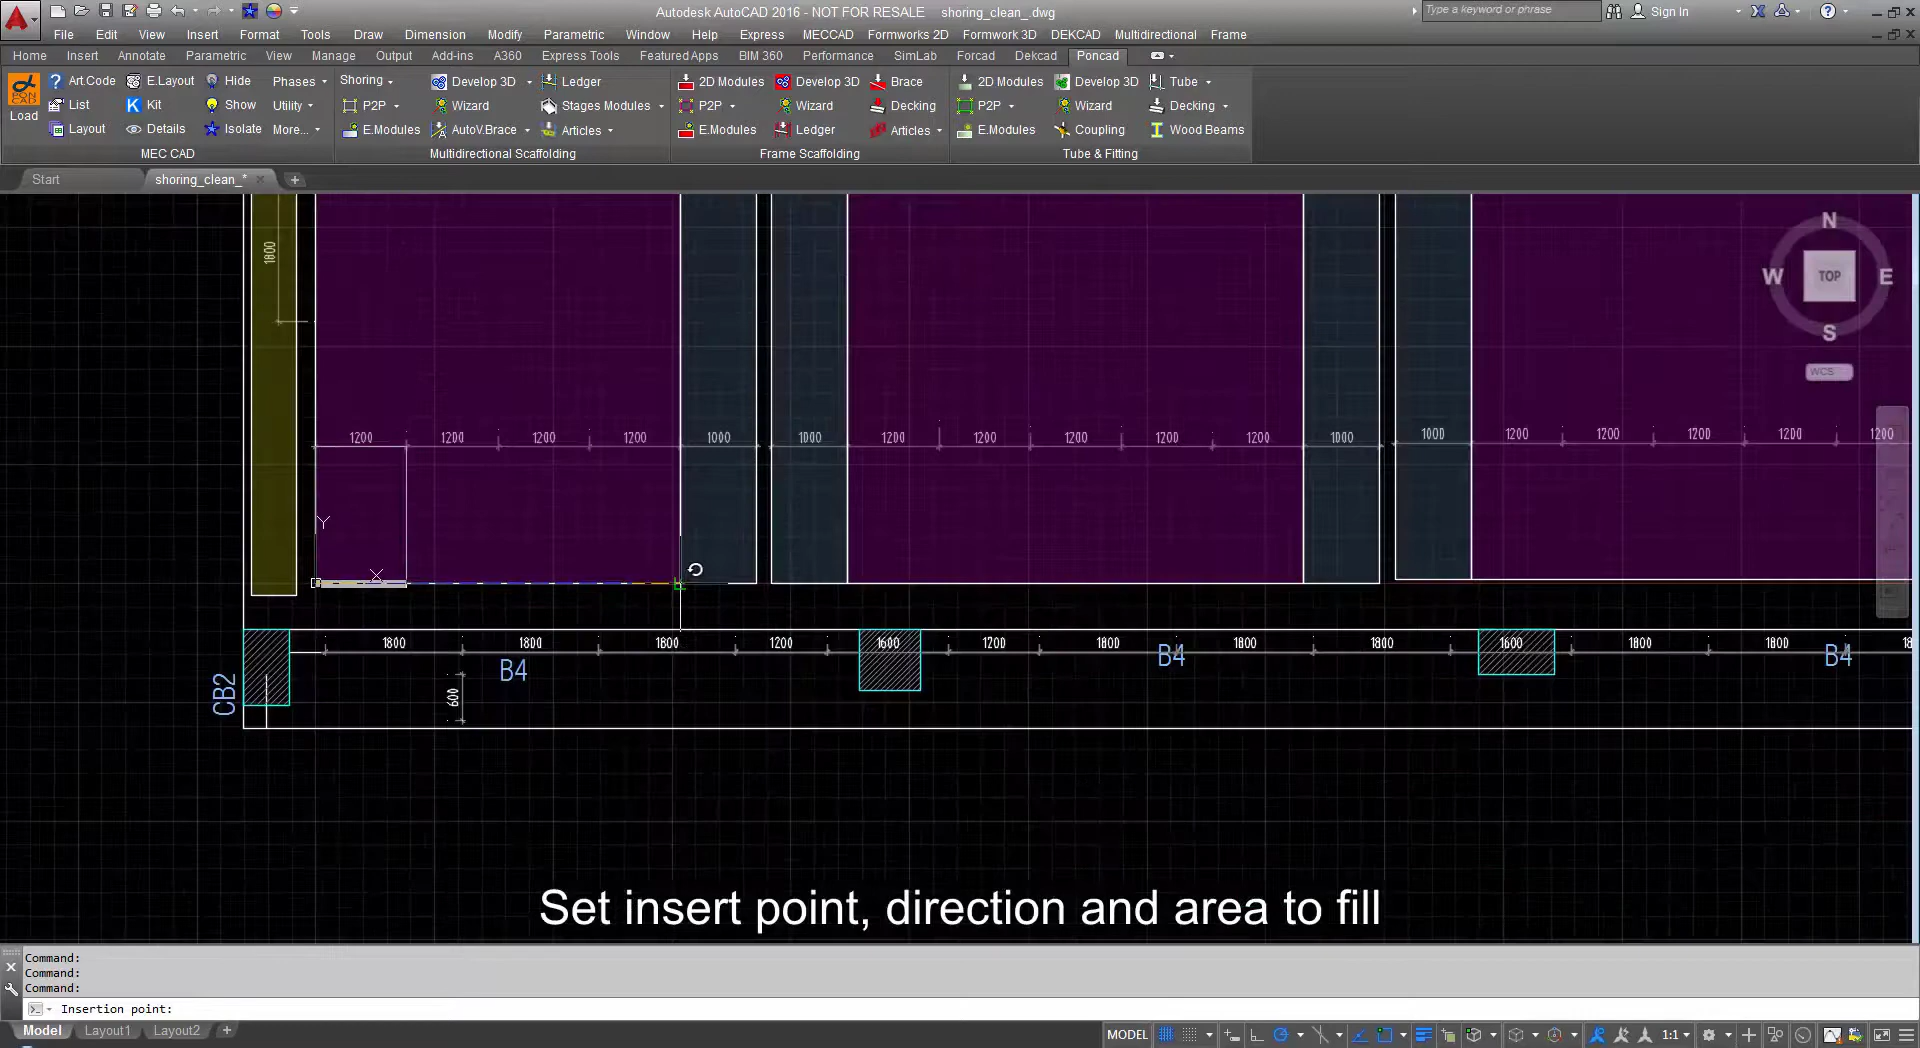 Autodesk AutoCAD 2016 - NOT FOR RESALE shoring_clean_.dwg
Type a keyword or phrase
Sign In
File Edit View Insert Format Tools Draw Dimension Modify Parametric Window Help Express MECCAD Formworks 2D Formwork 3D DEKCAD Multidirectional Frame
Home Insert Annotate Parametric View Manage Output Add-ins A360 Express Tools Featured Apps BIM 360 Performance SimLab Forcad Dekcad Poncad
PON CAD
Load
Art.Code E.Layout Hide Phases
List Kit Show Utility
Layout Details Isolate More...
MEC CAD
Shoring Develop 3D Ledger
P2P Wizard Stages Modules
E.Modules AutoV.Brace Articles
Multidirectional Scaffolding
2D Modules Develop 3D Brace
P2P Wizard Decking
E.Modules Ledger Articles
Frame Scaffolding
2D Modules Develop 3D Tube
P2P Wizard Decking
E.Modules Coupling Wood Beams
Tube & Fitting
Start
shoring_clean_*
N
W TOP E
S
WCS
1800
1200 1200 1200 1200 1000 1000 1200 1200 1200 1200 1200 1000 1000 1200 1200 1200 1200 1200
Y
X
1800 1800 1800 1200 1600 1700 1800 1800 1800 1600 1800 1800
B4 B4 B4
CB2
600
Set insert point, direction and area to fill
Command:
Command:
Command:
Insertion point:
Model Layout1 Layout2
MODEL
1:1